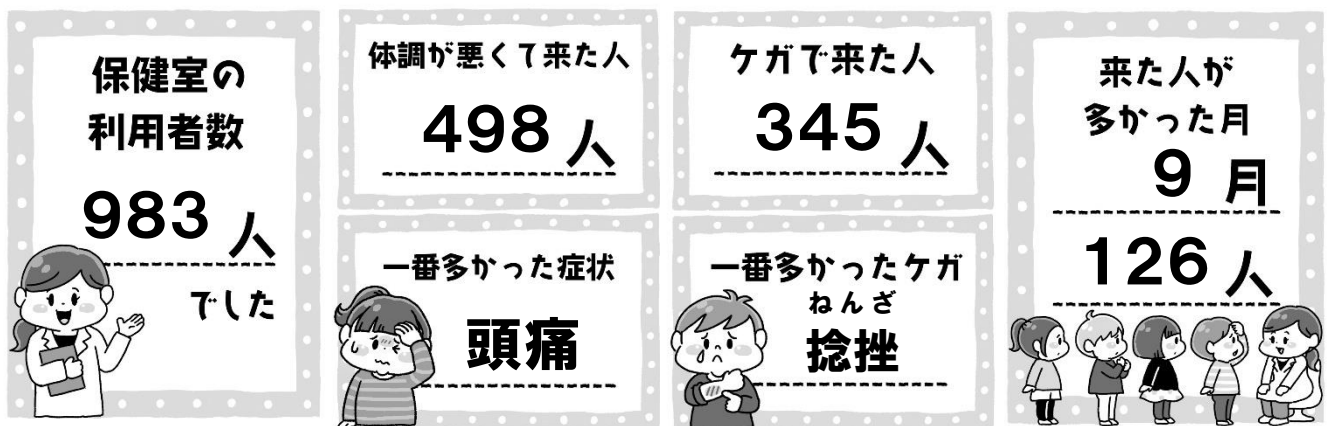 保健室の
利用者数
983人
でした
体調が悪くて来た人
498人
一番多かった症状
頭痛
ケガで来た人
345人
一番多かったケガ
ねんざ
捻挫
来た人が
多かった月
9月
126人